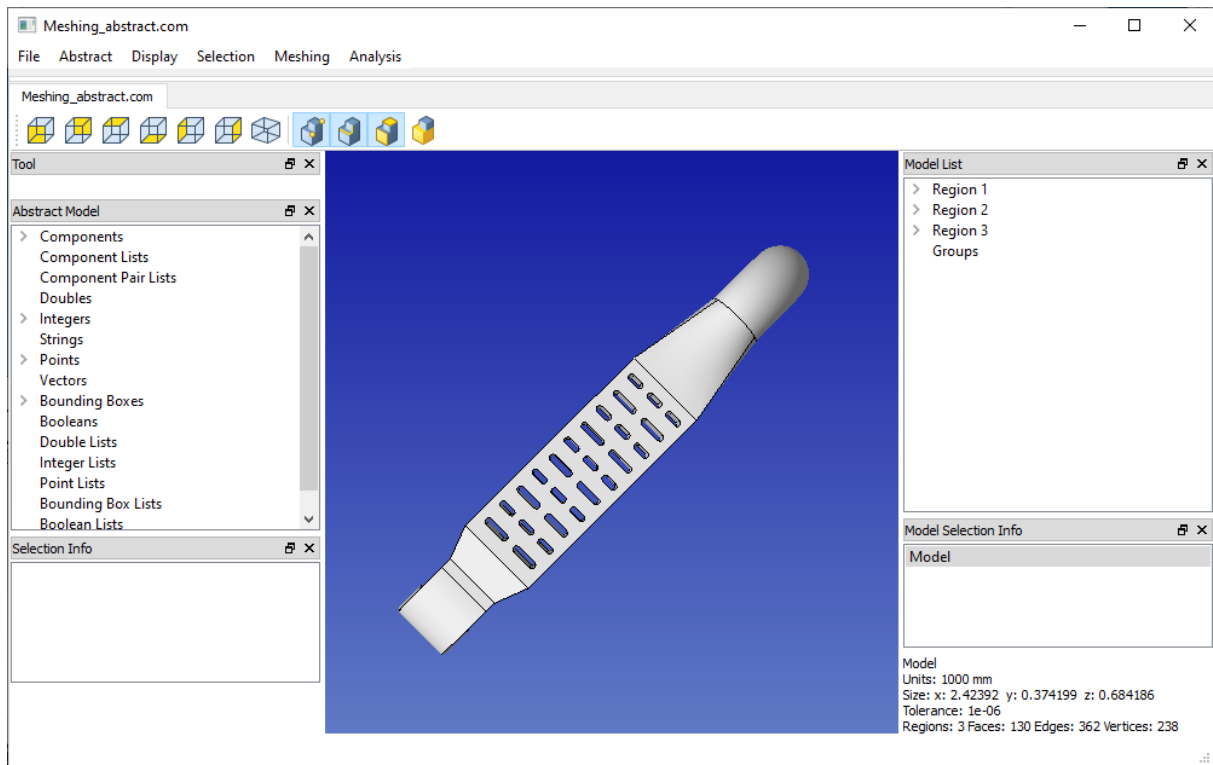 Meshing_abstract.com
File Abstract Display Selection Meshing Analysis
Meshing_abstract.com
Tool
Abstract Model
Components
Component Lists
Component Pair Lists
Doubles
Integers
Strings
Points
Vectors
Bounding Boxes
Booleans
Double Lists
Integer Lists
Point Lists
Bounding Box Lists
Boolean Lists
Selection Info
Model List
Region 1
Region 2
Region 3
Groups
Model Selection Info
Model
Model
Units: 1000 mm
Size: x: 2.42392 y: 0.374199 z: 0.684186
Tolerance: 1e-06
Regions: 3 Faces: 130 Edges: 362 Vertices: 238